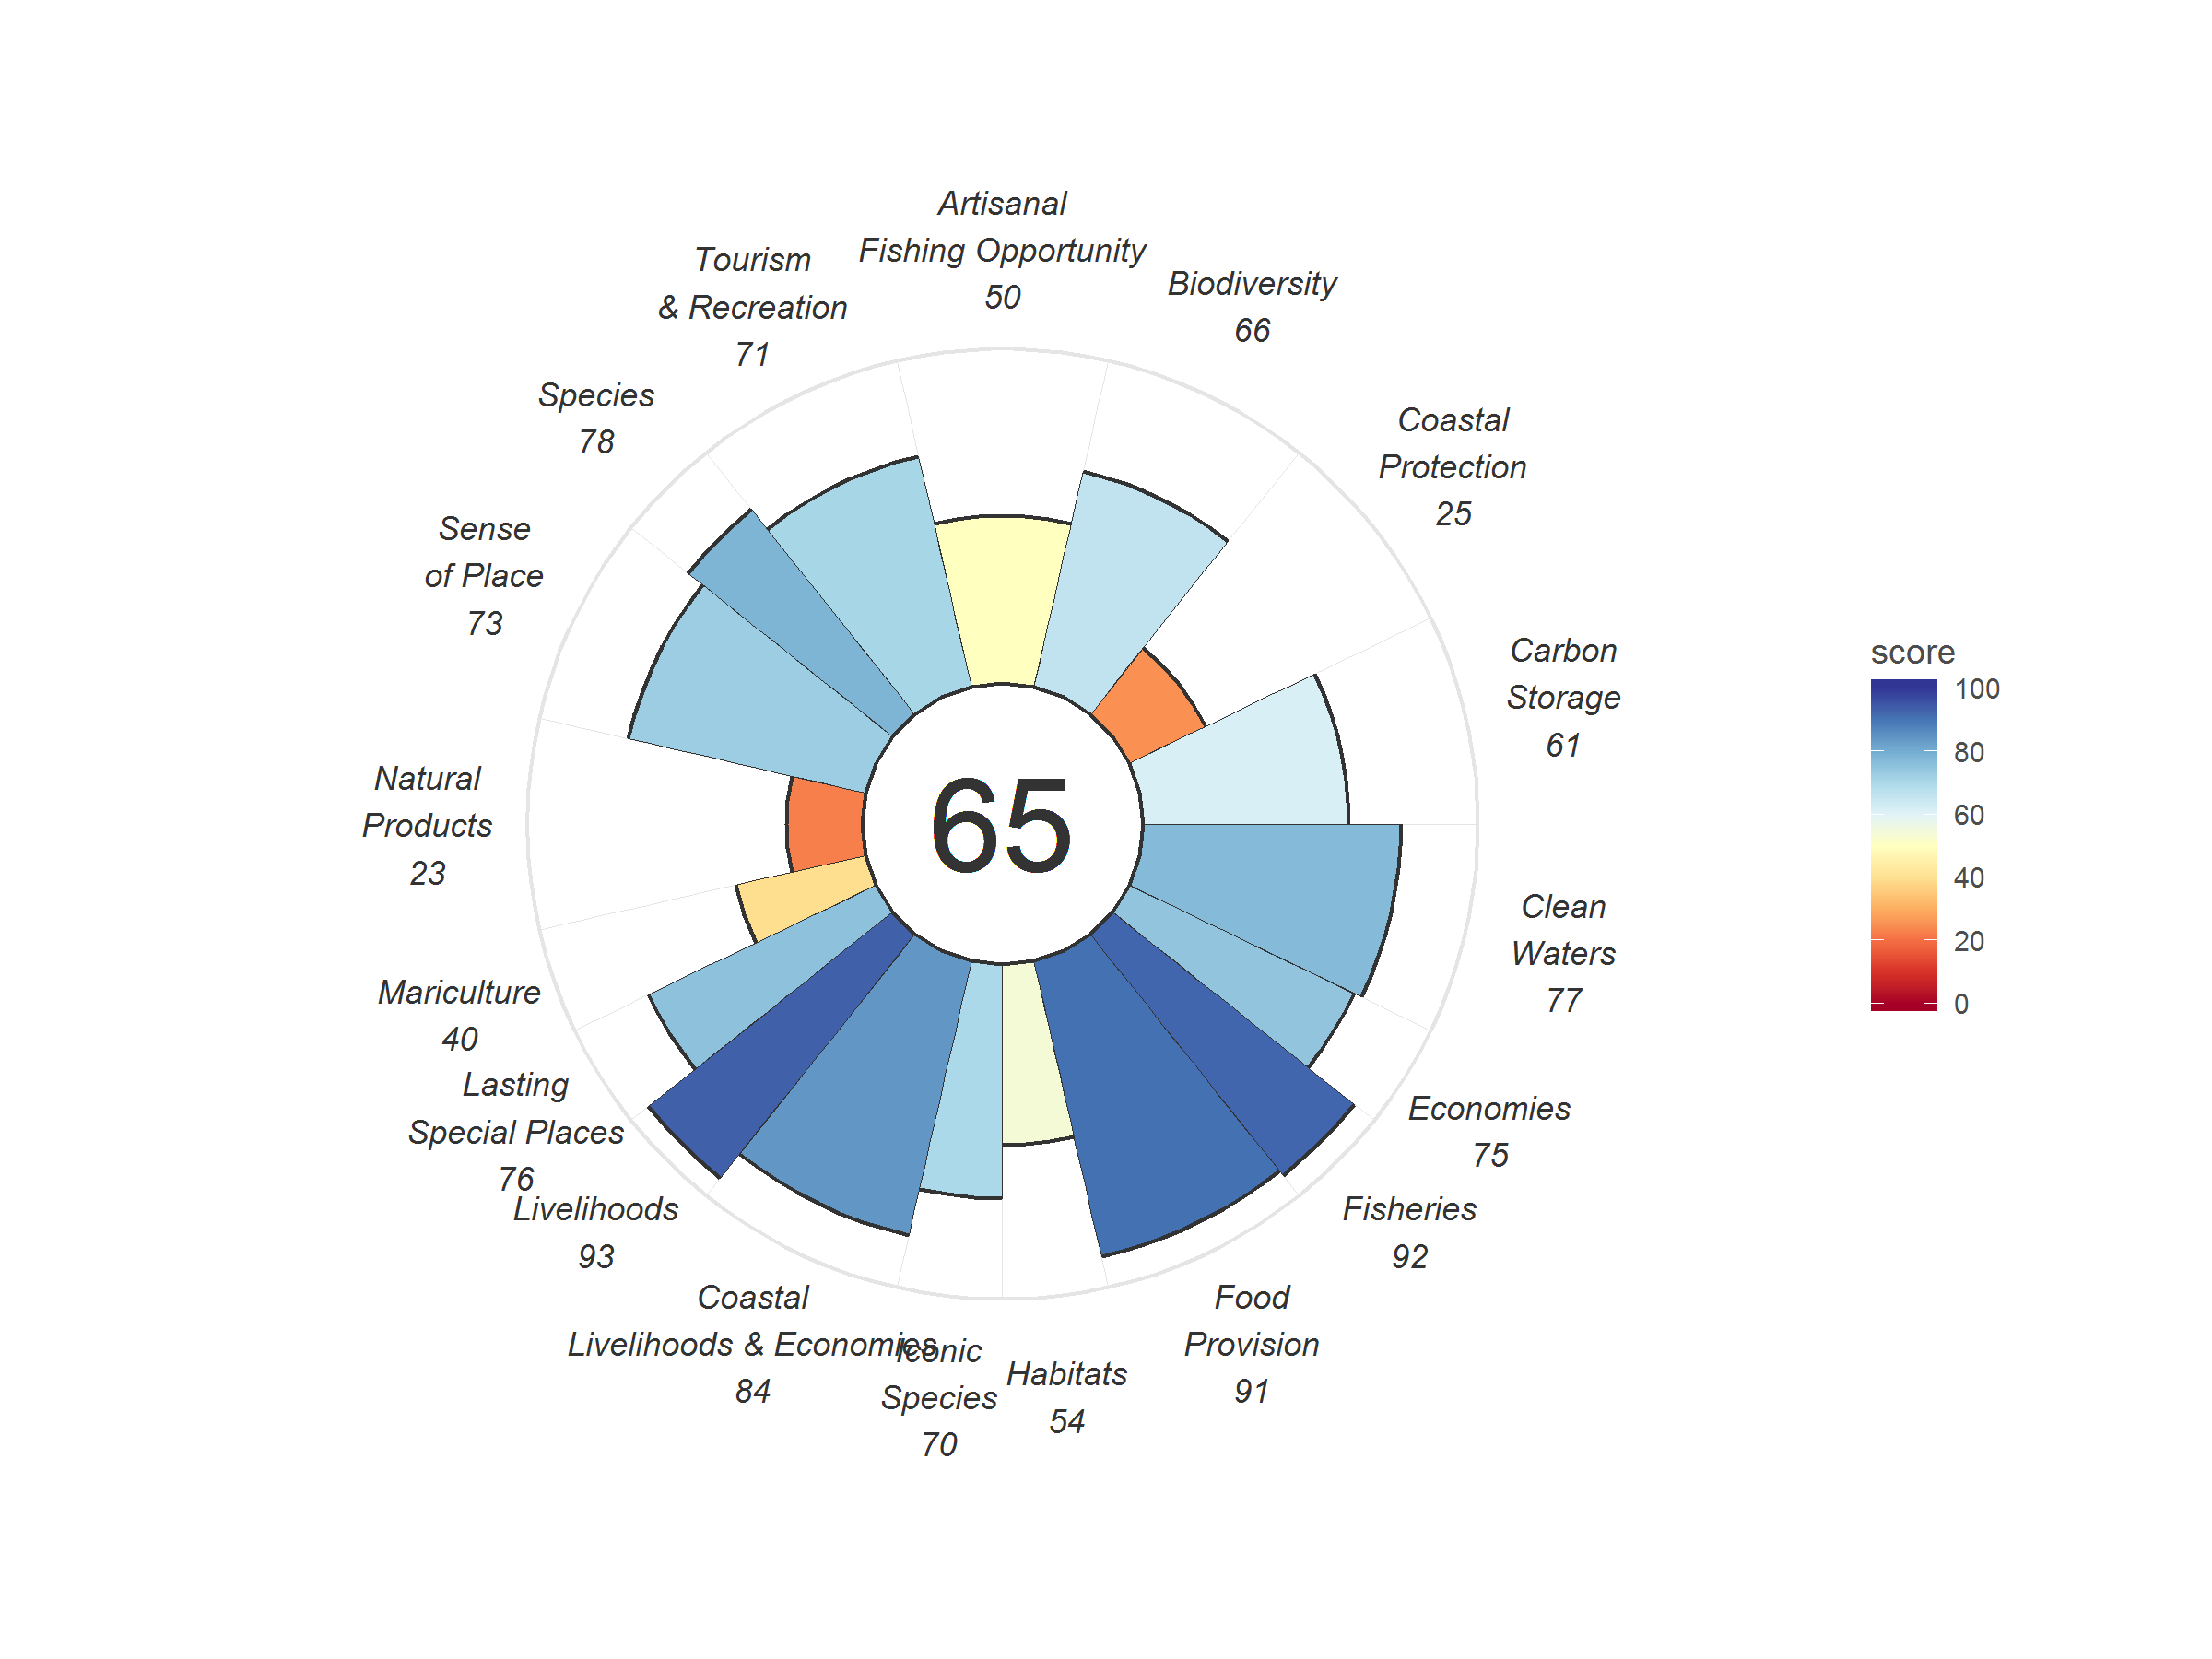 Artisanal
Fishing Opportunity
50
Biodiversity
66
Coastal
Protection
25
Carbon
Storage
61
Clean
Waters
77
Economies
75
Fisheries
92
Food
Provision
91
Habitats
54
Iconic
Species
70
Coastal
Livelihoods & Economies
84
Livelihoods
93
Lasting
Special Places
76
Mariculture
40
Natural
Products
23
Sense
of Place
73
Species
78
Tourism
& Recreation
71
65
score
100
80
60
40
20
0